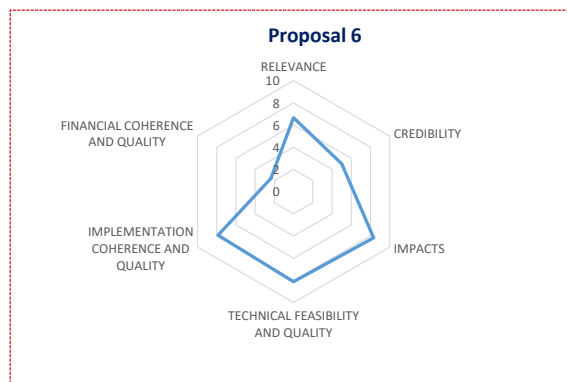 Proposal 6
RELEVANCE
10
8
6
4
2
0
CREDIBILITY
IMPACTS
TECHNICAL FEASIBILITY
AND QUALITY
IMPLEMENTATION
COHERENCE AND
QUALITY
FINANCIAL COHERENCE
AND QUALITY